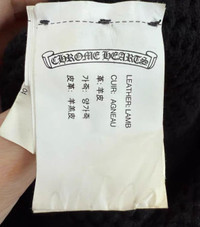 CHROME HEARTS
LEATHER: LAMB
CUIR: AGNEAU
革: 羊皮
가죽: 양가죽
皮革: 羊羔皮